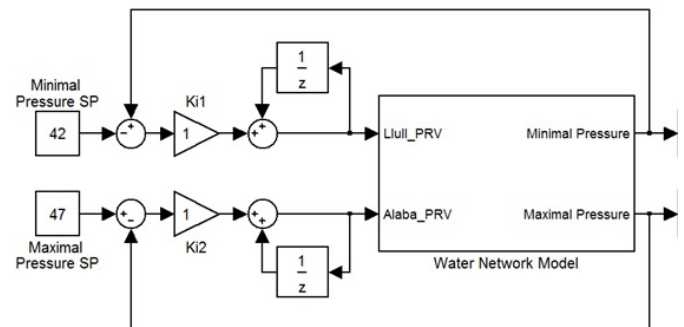 Minimal
Pressure SP
42
− +
Ki1
1
+ +
1
z
Llull_PRV
Minimal Pressure
47
Maximal
Pressure SP
+ −
1
Ki2
+ +
1
z
Alaba_PRV
Maximal Pressure
Water Network Model